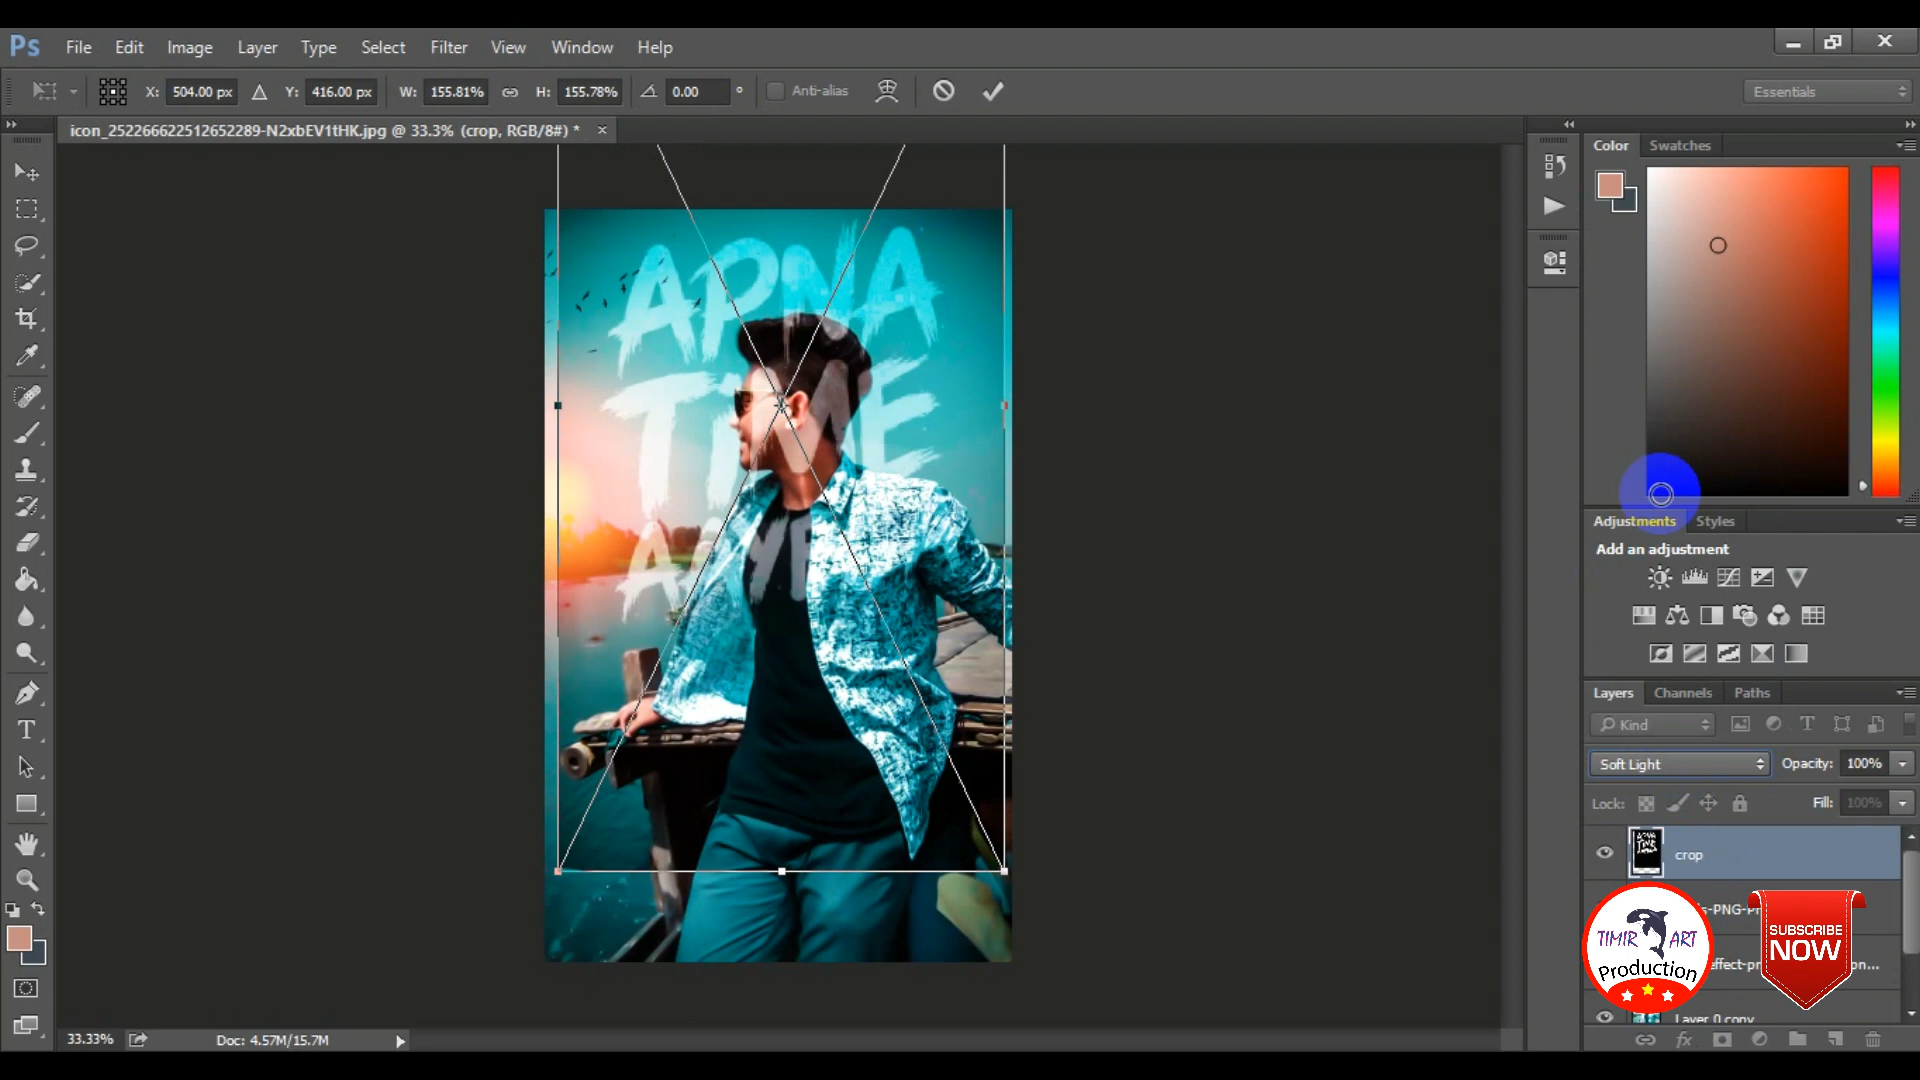 Ps File Edit Image Layer Type Select Filter View Window Help
X: 504.00 px Y: 416.00 px W: 155.81% H: 155.78% 0.00 ° Anti-alias Essentials
icon_252266622512652289-N2xbEV1tHK.jpg @ 33.3% (crop, RGB/8#) * ×
Color Swatches
APNA
TIME
Adjustments Styles
Add an adjustment
Layers Channels Paths
Kind
Soft Light Opacity: 100%
Lock: Fill: 100%
crop
TIMIR ART
Production
SUBSCRIBE
NOW
Layer 0 copy
33.33% Doc: 4.57M/15.7M